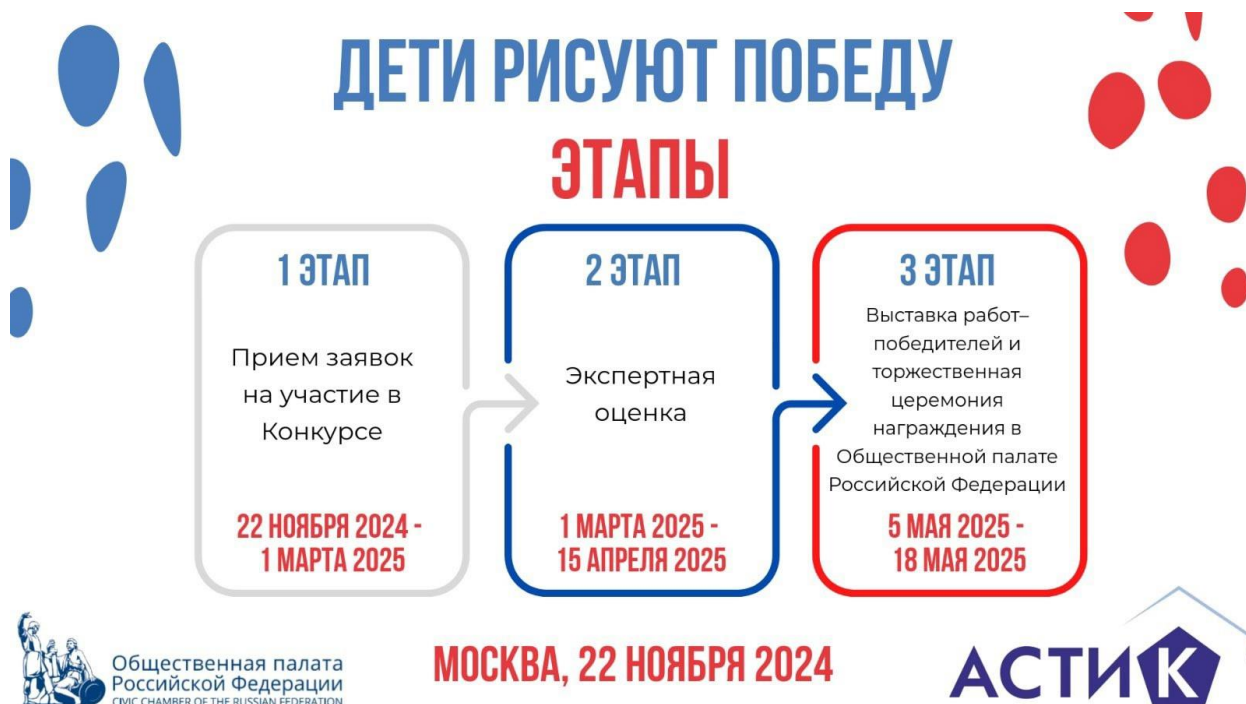 ДЕТИ РИСУЮТ ПОБЕДУ
ЭТАПЫ
1 ЭТАП
Прием заявок
на участие в
Конкурсе
22 НОЯБРЯ 2024 -
1 МАРТА 2025
2 ЭТАП
Экспертная
оценка
1 МАРТА 2025 -
15 АПРЕЛЯ 2025
3 ЭТАП
Выставка работ–
победителей и
торжественная
церемония
награждения в
Общественной палате
Российской Федерации
5 МАЯ 2025 -
18 МАЯ 2025
Общественная палата
Российской Федерации
CIVIC CHAMBER OF THE RUSSIAN FEDERATION
МОСКВА, 22 НОЯБРЯ 2024
АСТИК